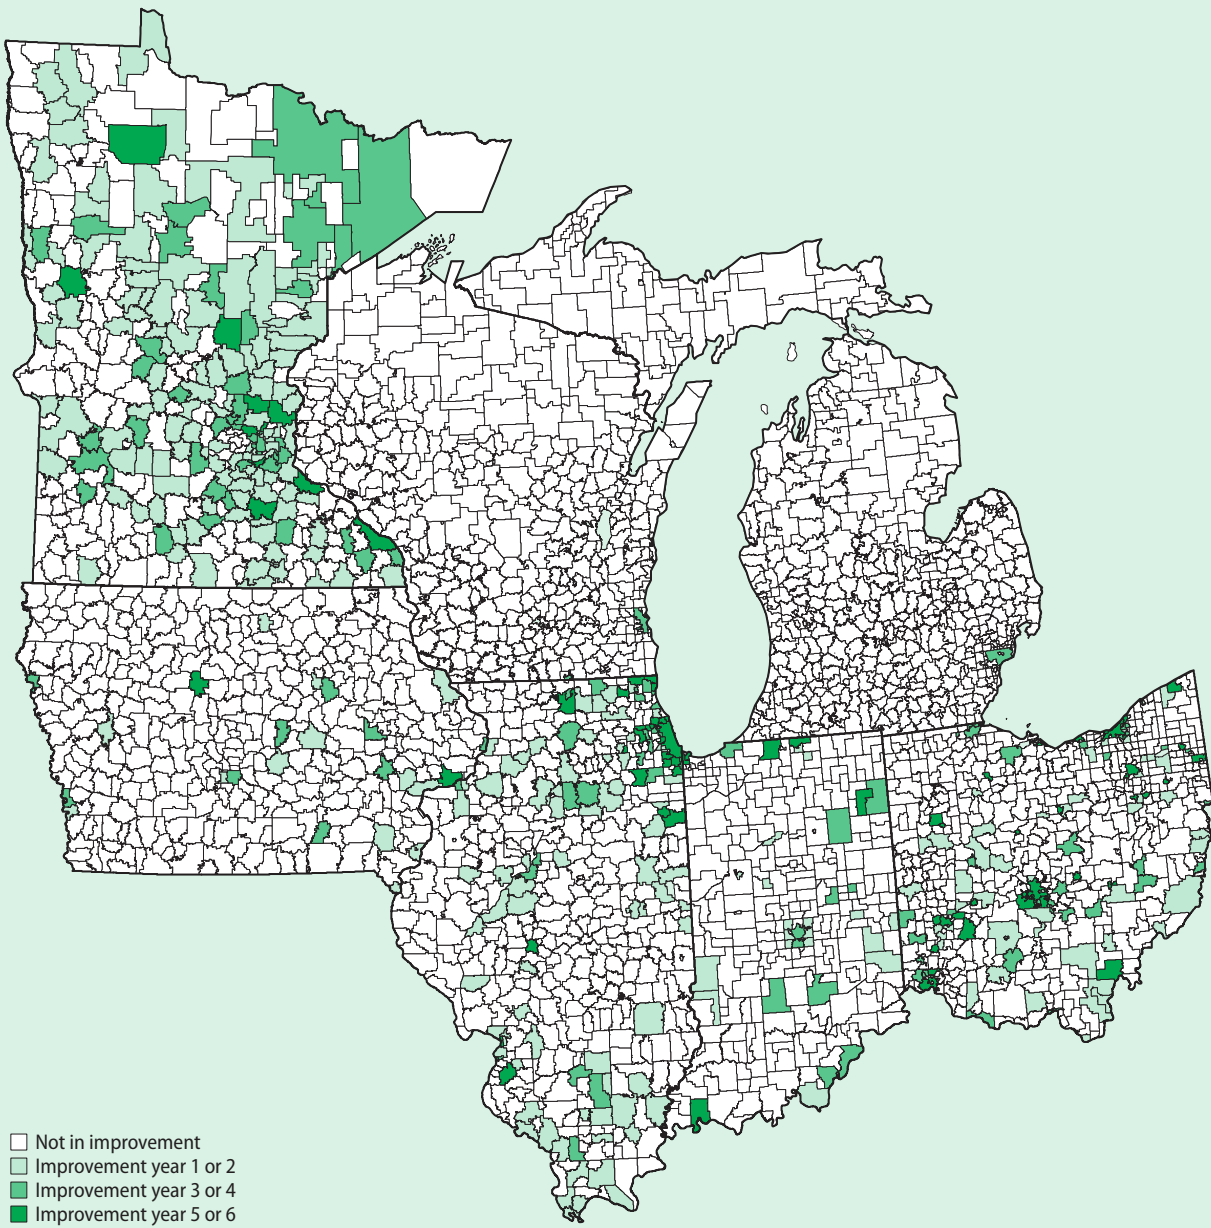 Not in improvement
Improvement year 1 or 2
Improvement year 3 or 4
Improvement year 5 or 6